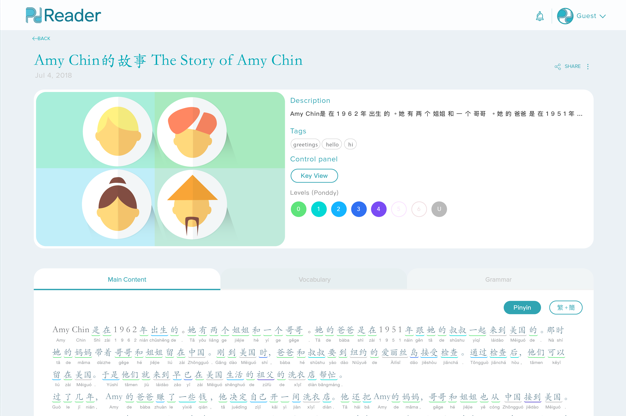 PJ Reader
Guest
BACK
Amy Chin的故事 The Story of Amy Chin
Jul 4, 2018
SHARE
Description
Amy Chin是在1962年出生的。她有两个姐姐和一个哥哥。她的爸爸是在1951年 ...
Tags
greetings hello hi
Control panel
Key View
Levels (Ponddy)
0 1 2 3 4 U
Main Content Vocabulary Grammar
Pinyin
Amy Chin是在1962年出生的。她有两个姐姐和一个哥哥。她的爸爸是在1951年跟她的叔叔一起来到美国的。那时
她的妈妈带着哥哥和姐姐留在中国。刚到美国时,爸爸和叔叔要到纽约的爱丽丝岛接受检查。通过检查后,他们可以
留在美国。于是他们就来到早已在美国生活的祖父的洗衣店帮忙。
过了几年,Amy的爸爸赚了一些钱,他决定自己开一间洗衣店。他还把Amy的妈妈,哥哥和姐姐也从中国接到美国。